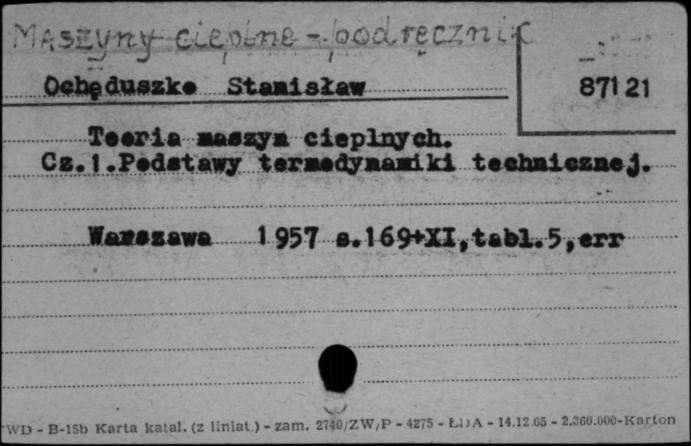 Maszyny cieplne - podręcznik
Ochęduszko Stanisław
87121
Teoria maszyn cieplnych.
Cz.1.Podstawy termodynamiki technicznej.
Warszawa 1957 s.169+XI,tabl.5,err
WD - B-15b Karta katal. (z liniat.) - zam. 2740/ZW/P - 4275 - ŁDA - 14.12.65 - 2.360.000-Karton